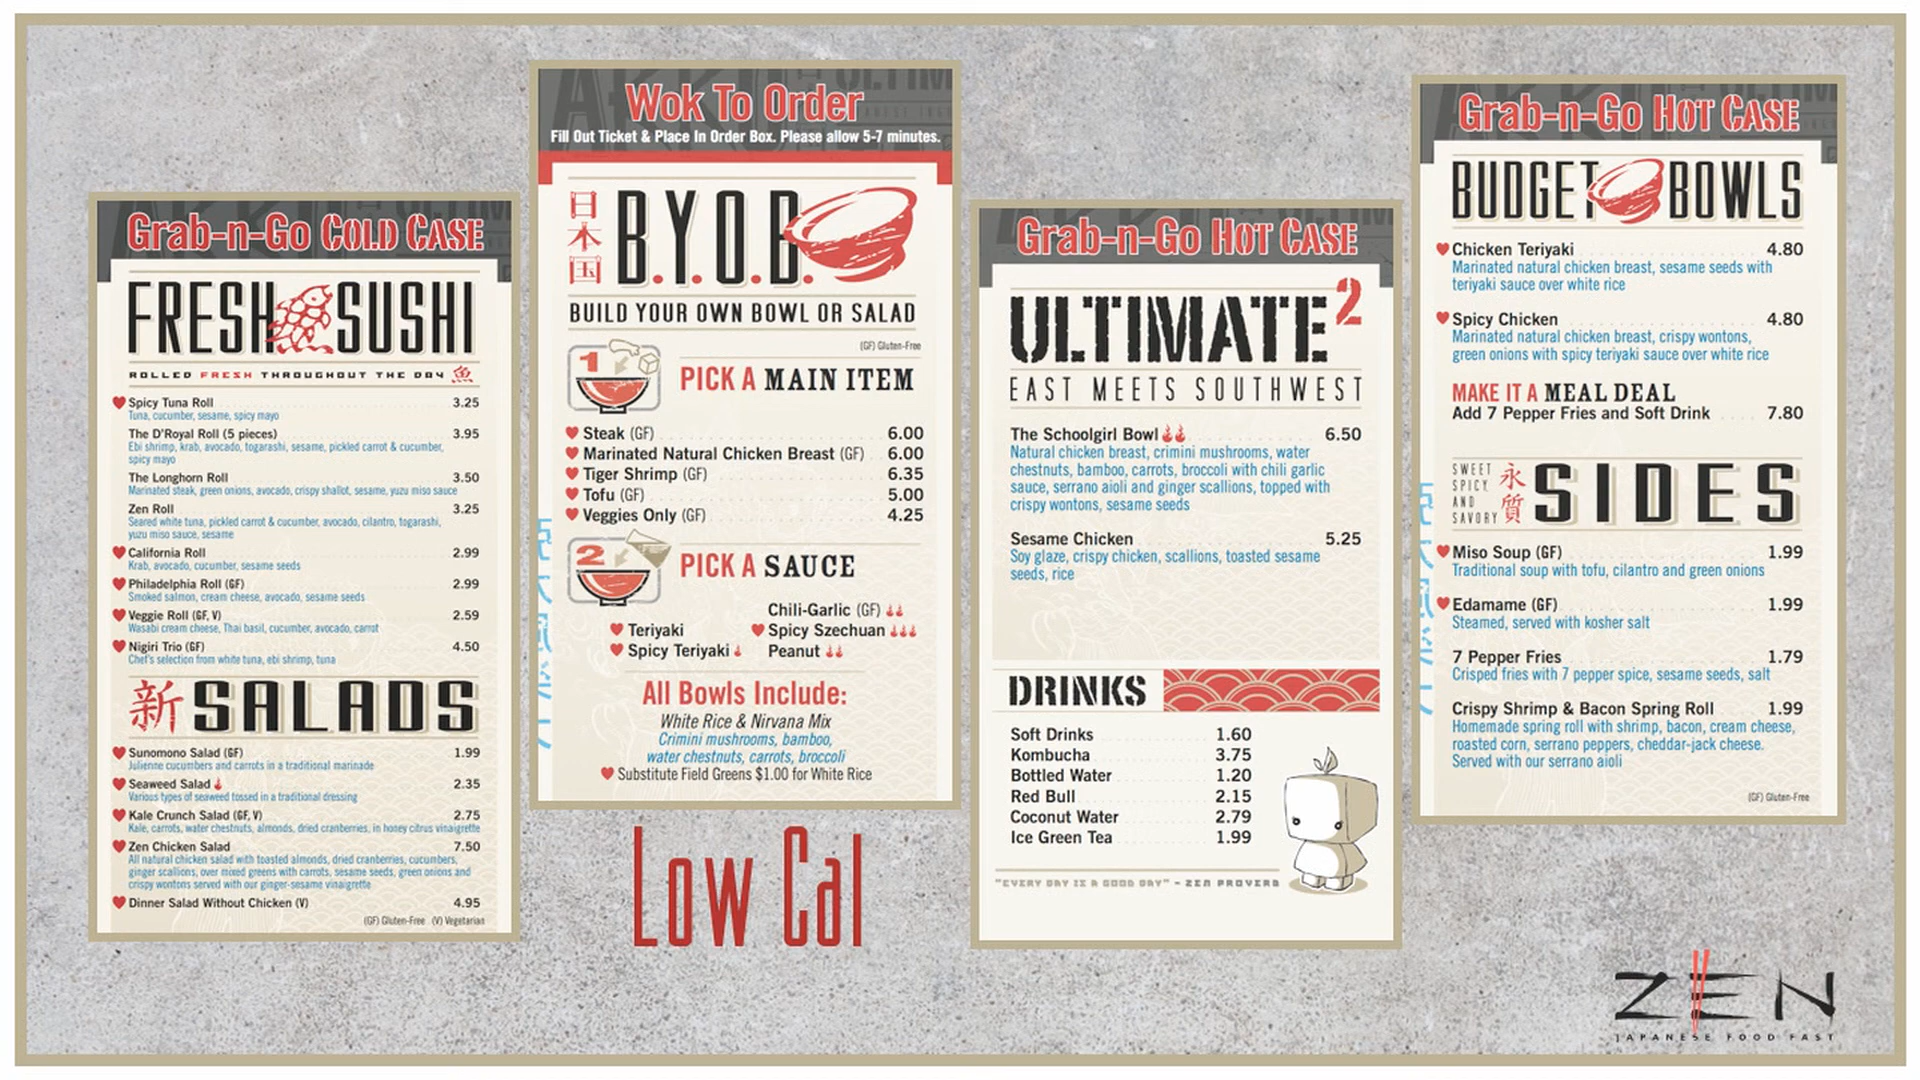 Grab-n-Go COLD CASE
FRESH SUSHI
ROLLED FRESH THROUGHOUT THE DAY 魚
Spicy Tuna Roll 3.25
Tuna, cucumber, sesame, spicy mayo
The D'Royal Roll (5 pieces) 3.95
Ebi shrimp, krab, avocado, togarashi, sesame, pickled carrot & cucumber,
spicy mayo
The Longhorn Roll 3.50
Marinated steak, green onions, avocado, crispy shallot, sesame, yuzu miso sauce
Zen Roll 3.25
Seared white tuna, pickled carrot & cucumber, avocado, cilantro, togarashi,
yuzu miso sauce, sesame
California Roll 2.99
Krab, avocado, cucumber, sesame seeds
Philadelphia Roll (GF) 2.99
Smoked salmon, cream cheese, avocado, sesame seeds
Veggie Roll (GF, V) 2.59
Wasabi cream cheese, Thai basil, cucumber, avocado, carrot
Nigiri Trio (GF) 4.50
Chef's selection from white tuna, ebi shrimp, tuna
新 SALADS
Sunomono Salad (GF) 1.99
Julienne cucumbers and carrots in a traditional marinade
Seaweed Salad 2.35
Various types of seaweed tossed in a traditional dressing
Kale Crunch Salad (GF, V) 2.75
Kale, carrots, water chestnuts, almonds, dried cranberries, in honey citrus vinaigrette
Zen Chicken Salad 7.50
All natural chicken salad with toasted almonds, dried cranberries, cucumbers,
ginger scallions, over mixed greens with carrots, sesame seeds, green onions and
crispy wontons served with our ginger-sesame vinaigrette
Dinner Salad Without Chicken (V) 4.95
(GF) Gluten-Free (V) Vegetarian
Wok To Order
Fill Out Ticket & Place In Order Box. Please allow 5-7 minutes.
日本国
B.Y.O.B.
BUILD YOUR OWN BOWL OR SALAD
(GF) Gluten-Free
1 PICK A MAIN ITEM
Steak (GF) 6.00
Marinated Natural Chicken Breast (GF) 6.00
Tiger Shrimp (GF) 6.35
Tofu (GF) 5.00
Veggies Only (GF) 4.25
2 PICK A SAUCE
Chili-Garlic (GF)
Teriyaki Spicy Szechuan
Spicy Teriyaki Peanut
All Bowls Include:
White Rice & Nirvana Mix
Crimini mushrooms, bamboo,
water chestnuts, carrots, broccoli
Substitute Field Greens $1.00 for White Rice
Low Cal
Grab-n-Go HOT CASE
ULTIMATE2
EAST MEETS SOUTHWEST
The Schoolgirl Bowl 6.50
Natural chicken breast, crimini mushrooms, water
chestnuts, bamboo, carrots, broccoli with chili garlic
sauce, serrano aioli and ginger scallions, topped with
crispy wontons, sesame seeds
Sesame Chicken 5.25
Soy glaze, crispy chicken, scallions, toasted sesame
seeds, rice
DRINKS
Soft Drinks 1.60
Kombucha 3.75
Bottled Water 1.20
Red Bull 2.15
Coconut Water 2.79
Ice Green Tea 1.99
"EVERY DAY IS A GOOD DAY" - ZEN PROVERB
Grab-n-Go HOT CASE
BUDGET BOWLS
Chicken Teriyaki 4.80
Marinated natural chicken breast, sesame seeds with
teriyaki sauce over white rice
Spicy Chicken 4.80
Marinated natural chicken breast, crispy wontons,
green onions with spicy teriyaki sauce over white rice
MAKE IT A MEAL DEAL
Add 7 Pepper Fries and Soft Drink 7.80
SWEET
SPICY
AND
SAVORY
永質
SIDES
Miso Soup (GF) 1.99
Traditional soup with tofu, cilantro and green onions
Edamame (GF) 1.99
Steamed, served with kosher salt
7 Pepper Fries 1.79
Crisped fries with 7 pepper spice, sesame seeds, salt
Crispy Shrimp & Bacon Spring Roll 1.99
Homemade spring roll with shrimp, bacon, cream cheese,
roasted corn, serrano peppers, cheddar-jack cheese.
Served with our serrano aioli
(GF) Gluten-Free
ZEN
JAPANESE FOOD FAST